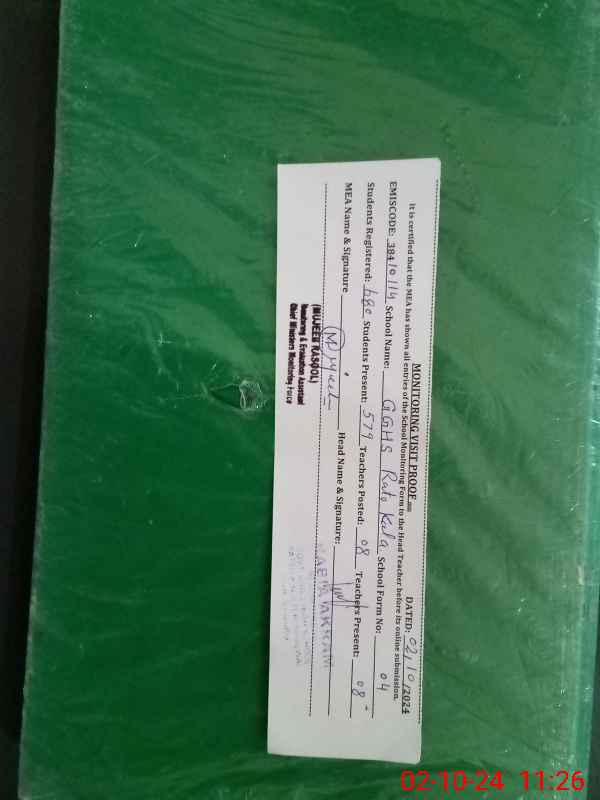 MONITORING VISIT PROOF DATED: 02/10/2024
It is certified that the MEA has shown all entries of the School Monitoring Form to the Head Teacher before its online submission.
EMISCODE: 38410114 School Name: GGHS Rato Kala School Form No: 04
Students Registered: 680 Students Present: 579 Teachers Posted: 08 Teachers Present: 08
MEA Name & Signature Head Name & Signature:
(MUJEEB RASOOL)
Monitoring & Evaluation Assistant
Chief Ministers Monitoring Force
02-10-24 11:26